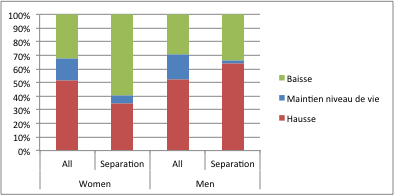 100%
90%
80%
70%
60%
50%
40%
30%
20%
10%
0%
All Separation All Separation
Women Men
Baisse
Maintien niveau de vie
Hausse